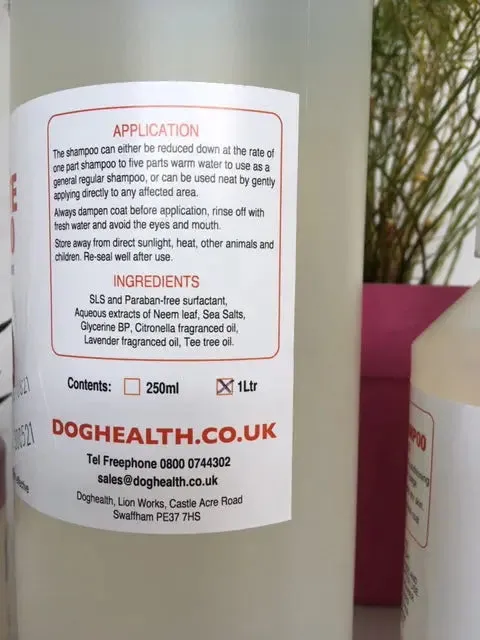 APPLICATION
The shampoo can either be reduced down at the rate of
one part shampoo to five parts warm water to use as a
general regular shampoo, or can be used neat by gently
applying directly to any affected area.
Always dampen coat before application, rinse off with
fresh water and avoid the eyes and mouth.
Store away from direct sunlight, heat, other animals and
children. Re-seal well after use.
INGREDIENTS
SLS and Paraban-free surfactant,
Aqueous extracts of Neem leaf, Sea Salts,
Glycerine BP, Citronella fragranced oil,
Lavender fragranced oil, Tee tree oil.
Contents: 250ml 1Ltr
DOGHEALTH.CO.UK
Tel Freephone 0800 0744302
sales@doghealth.co.uk
Doghealth, Lion Works, Castle Acre Road
Swaffham PE37 7HS